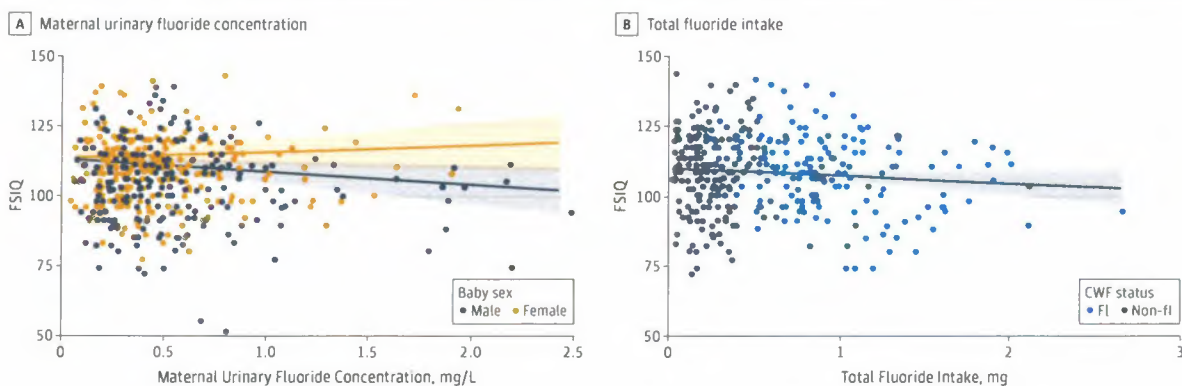 A Maternal urinary fluoride concentration
150
125
100
75
50
FSIQ
0 0.5 1.0 1.5 2.0 2.5
Maternal Urinary Fluoride Concentration, mg/L
Baby sex
Male Female
B Total fluoride intake
150
125
100
75
50
FSIQ
0 1 2 3
Total Fluoride Intake, mg
CWF status
Fl Non-fl